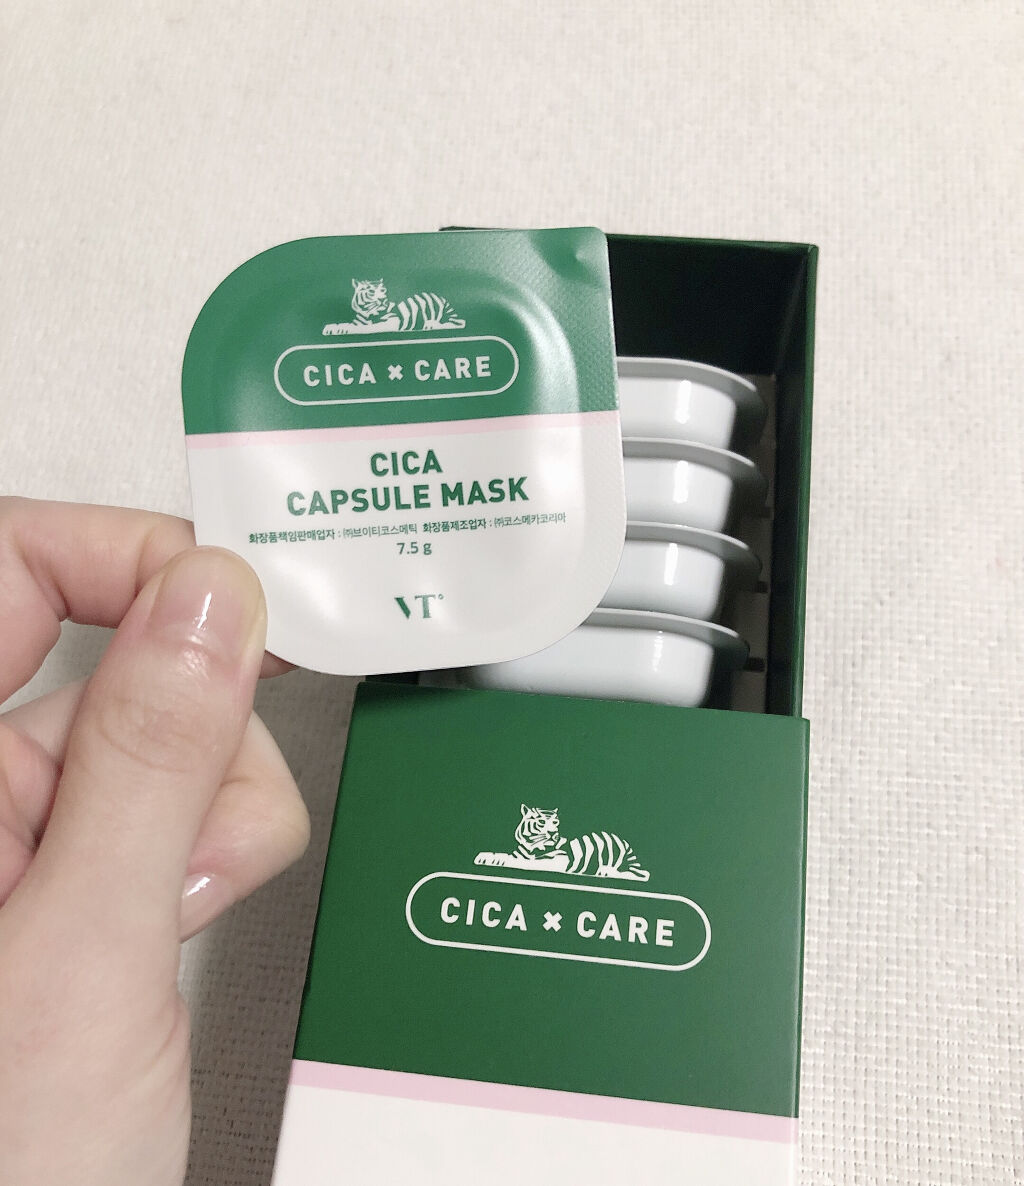 CICA × CARE
CICA
CAPSULE MASK
화장품책임판매업자 : ㈜브이티코스메틱 화장품제조업자 : ㈜코스메카코리아
7.5 g
VT
CICA × CARE